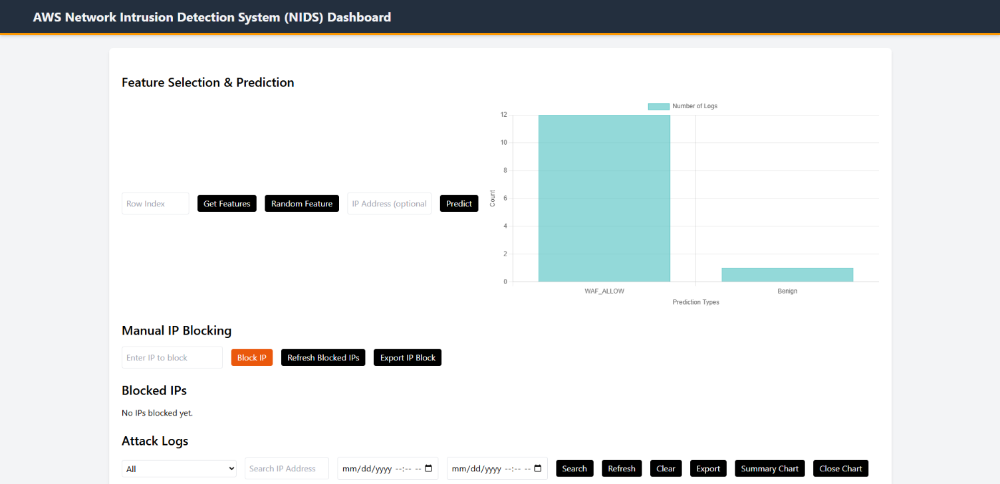 AWS Network Intrusion Detection System (NIDS) Dashboard
Feature Selection & Prediction
Row Index Get Features Random Feature IP Address (optional Predict
Number of Logs
12
10
8
6
4
2
0
Count
WAF_ALLOW Benign
Prediction Types
Manual IP Blocking
Enter IP to block Block IP Refresh Blocked IPs Export IP Block
Blocked IPs
No IPs blocked yet.
Attack Logs
All Search IP Address mm/dd/yyyy --:-- -- mm/dd/yyyy --:-- -- Search Refresh Clear Export Summary Chart Close Chart